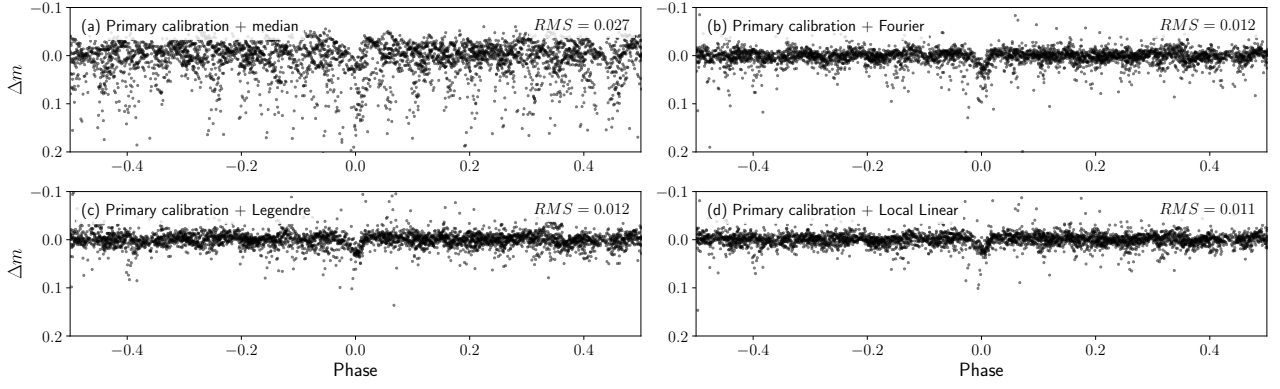 (a) Primary calibration + median RMS = 0.027
−0.1
0.0
0.1
0.2
Δm
−0.4 −0.2 0.0 0.2 0.4
(b) Primary calibration + Fourier RMS = 0.012
−0.1
0.0
0.1
0.2
−0.4 −0.2 0.0 0.2 0.4
(c) Primary calibration + Legendre RMS = 0.012
−0.1
0.0
0.1
0.2
Δm
−0.4 −0.2 0.0 0.2 0.4
Phase
(d) Primary calibration + Local Linear RMS = 0.011
−0.1
0.0
0.1
0.2
−0.4 −0.2 0.0 0.2 0.4
Phase